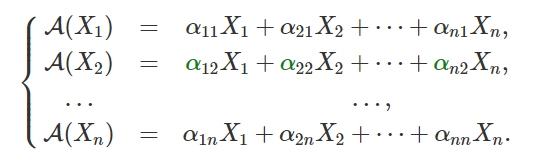 𝒜(X₁) = α₁₁X₁ + α₂₁X₂ + ⋯ + αₙ₁Xₙ,
𝒜(X₂) = α₁₂X₁ + α₂₂X₂ + ⋯ + αₙ₂Xₙ,
… …,
𝒜(Xₙ) = α₁ₙX₁ + α₂ₙX₂ + ⋯ + αₙₙXₙ.